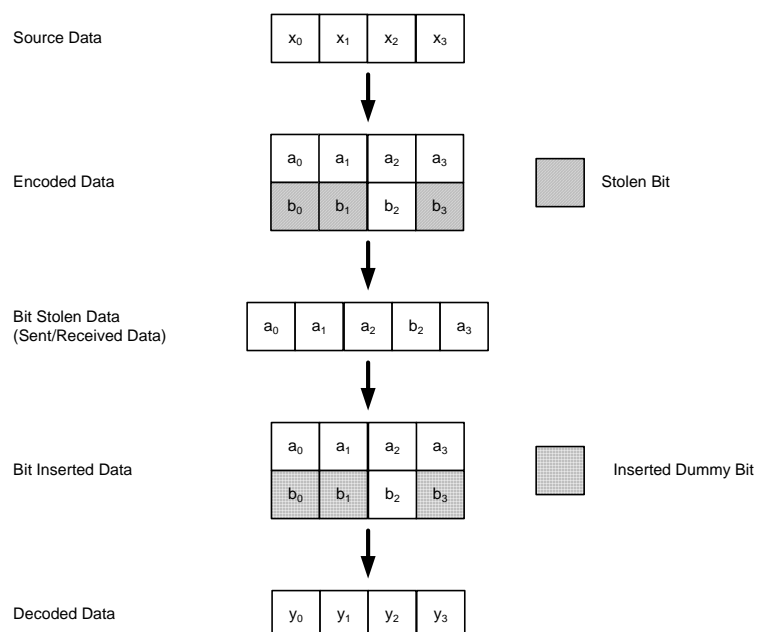 Source Data
x0 x1 x2 x3
Encoded Data
a0 a1 a2 a3
b0 b1 b2 b3
Stolen Bit
Bit Stolen Data
(Sent/Received Data)
a0 a1 a2 b2 a3
Bit Inserted Data
a0 a1 a2 a3
b0 b1 b2 b3
Inserted Dummy Bit
Decoded Data
y0 y1 y2 y3